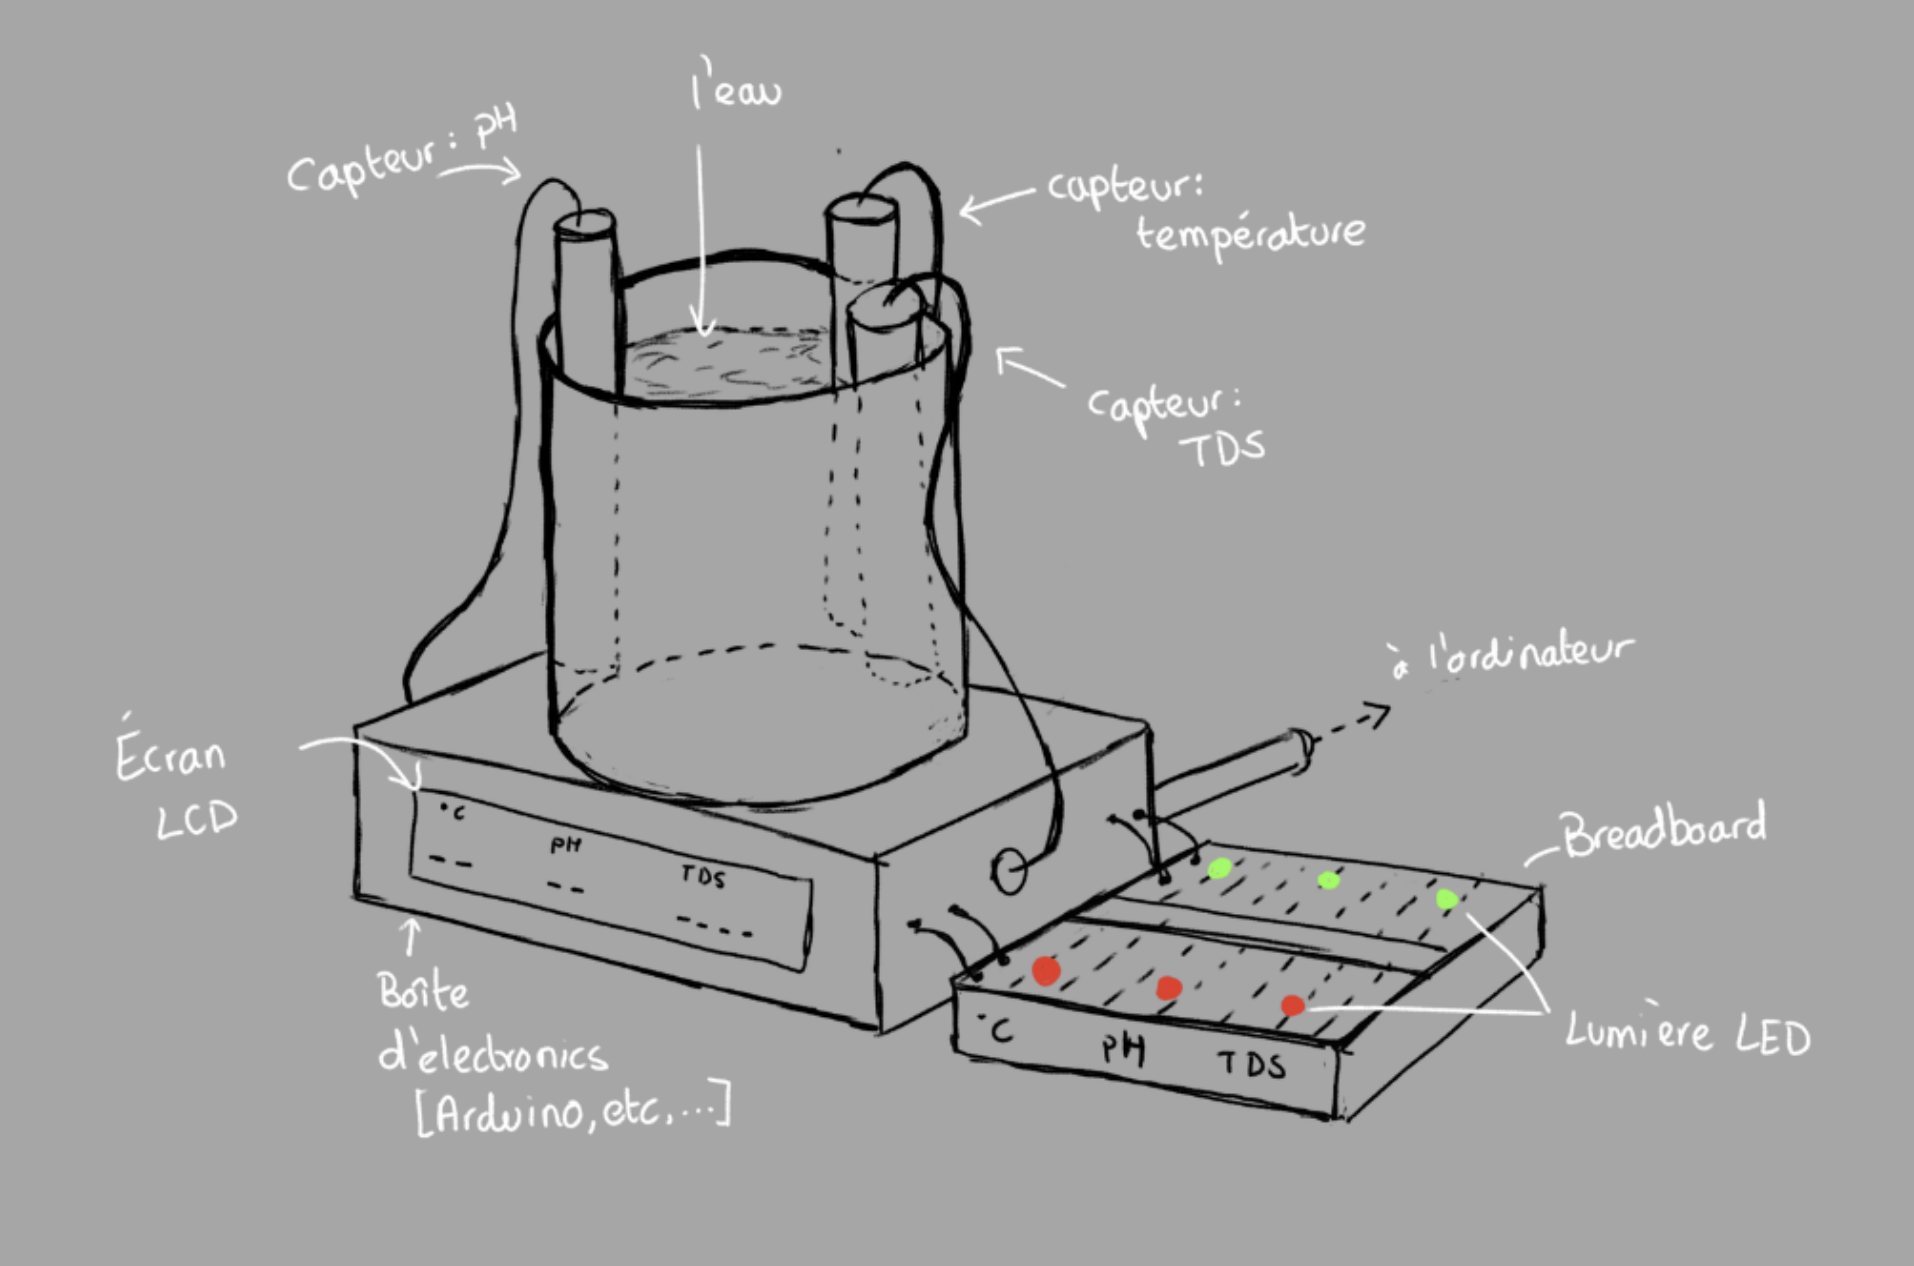 l'eau
Capteur: pH
capteur:
température
Capteur:
TDS
à l'ordinateur
Écran
LCD
°C
pH
TDS
-- 
--
----
Breadboard
Boîte
d'electronics
[Arduino, etc,...]
°C PH TDS
Lumière LED